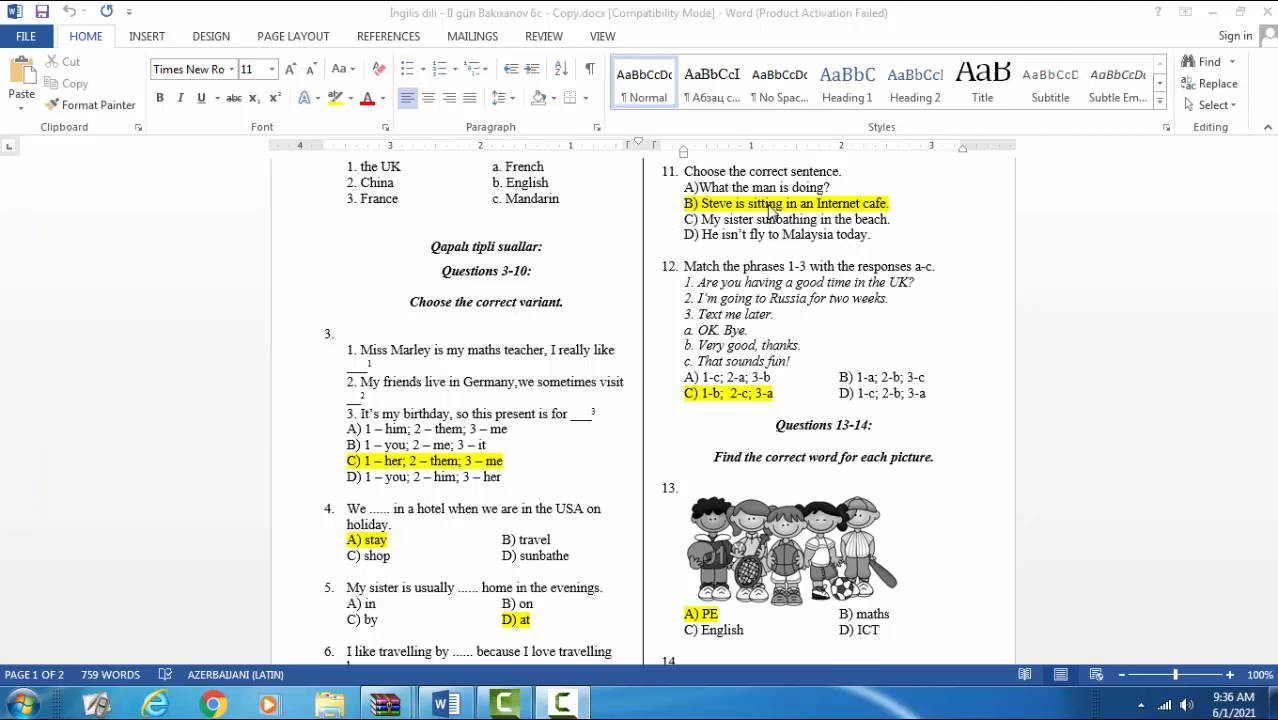 İngilis dili - II gün Bakıxanov 6c - Copy.docx [Compatibility Mode] - Word (Product Activation Failed)
FILE HOME INSERT DESIGN PAGE LAYOUT REFERENCES MAILINGS REVIEW VIEW Sign in
Paste
Cut
Copy
Format Painter
Clipboard
Times New Ro 11
Font
Paragraph
AaBbCcDc AaBbCcI AaBbCcDc AaBbC AaBbCcI AaB AaBbCcD AaBbCcD
¶ Normal ¶ Абзац с... ¶ No Spac... Heading 1 Heading 2 Title Subtitle Subtle Em...
Styles
Find
Replace
Select
Editing
4 3 2 1 1 2 3
1. the UK a. French
2. China b. English
3. France c. Mandarin
Qapalı tipli suallar:
Questions 3-10:
Choose the correct variant.
3.
1. Miss Marley is my maths teacher, I really like
___1
2. My friends live in Germany,we sometimes visit
__2
3. It's my birthday, so this present is for ___3
A) 1 – him; 2 – them; 3 – me
B) 1 – you; 2 – me; 3 – it
C) 1 – her; 2 – them; 3 – me
D) 1 – you; 2 – him; 3 – her
4. We ...... in a hotel when we are in the USA on
holiday.
A) stay B) travel
C) shop D) sunbathe
5. My sister is usually ...... home in the evenings.
A) in B) on
C) by D) at
6. I like travelling by ...... because I love travelling
11. Choose the correct sentence.
A)What the man is doing?
B) Steve is sitting in an Internet cafe.
C) My sister sunbathing in the beach.
D) He isn't fly to Malaysia today.
12. Match the phrases 1-3 with the responses a-c.
1. Are you having a good time in the UK?
2. I'm going to Russia for two weeks.
3. Text me later.
a. OK. Bye.
b. Very good, thanks.
c. That sounds fun!
A) 1-c; 2-a; 3-b B) 1-a; 2-b; 3-c
C) 1-b; 2-c; 3-a D) 1-c; 2-b; 3-a
Questions 13-14:
Find the correct word for each picture.
13.
A) PE B) maths
C) English D) ICT
14
PAGE 1 OF 2 759 WORDS AZERBAIJANI (LATIN) 100%
9:36 AM
6/1/2021